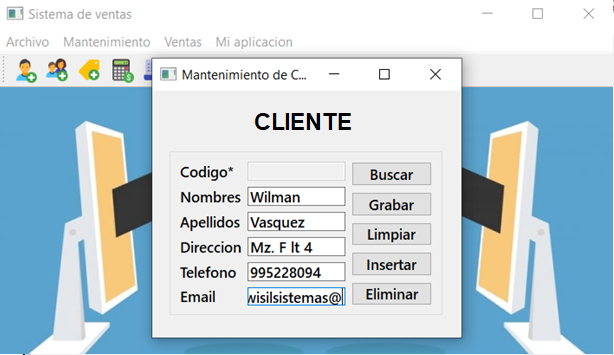 Sistema de ventas
Archivo Mantenimiento Ventas Mi aplicacion
Mantenimiento de C...
CLIENTE
Codigo*
Buscar
Nombres Wilman
Grabar
Apellidos Vasquez
Limpiar
Direccion Mz. F lt 4
Insertar
Telefono 995228094
Eliminar
Email wisilsistemas@